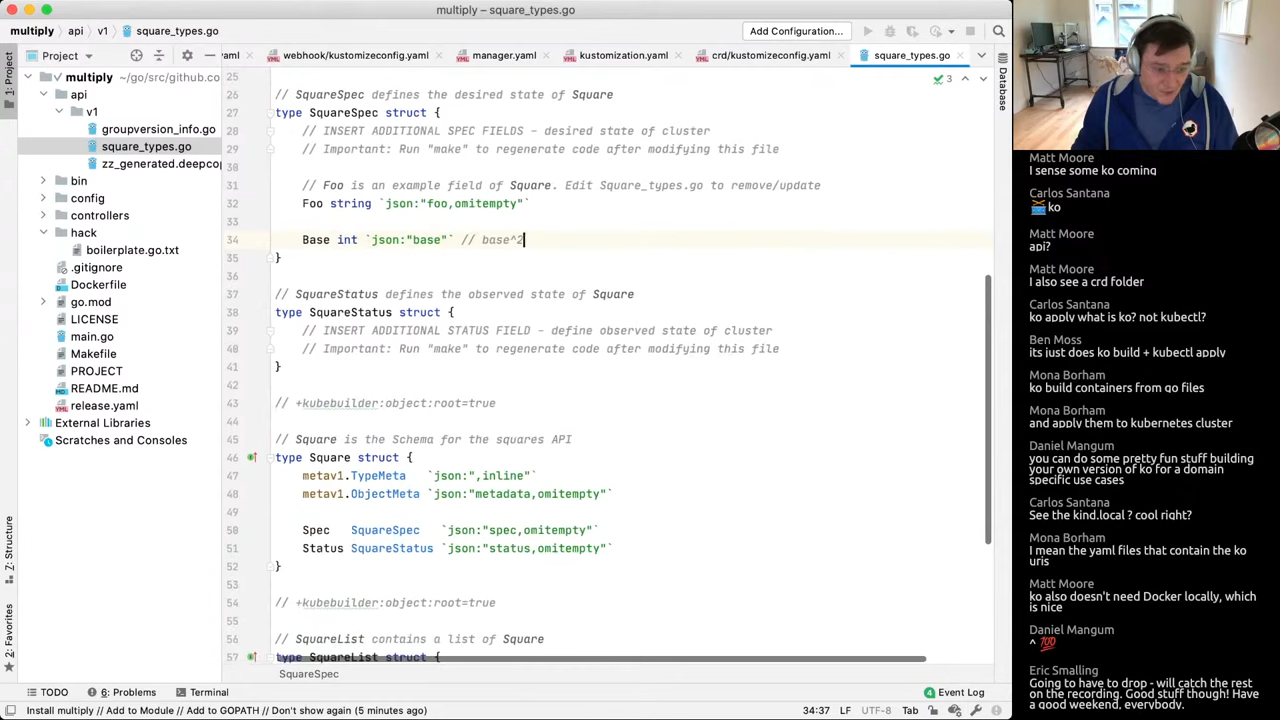 multiply – square_types.go
multiply › api › v1 › square_types.go
Add Configuration...
Project
yaml
webhook/kustomizeconfig.yaml
manager.yaml
kustomization.yaml
crd/kustomizeconfig.yaml
square_types.go
1: Project
Z: Structure
2: Favorites
Database
multiply ~/go/src/github.co
api
v1
groupversion_info.go
square_types.go
zz_generated.deepcop
bin
config
controllers
hack
boilerplate.go.txt
.gitignore
Dockerfile
go.mod
LICENSE
main.go
Makefile
PROJECT
README.md
release.yaml
External Libraries
Scratches and Consoles
3
25
26 // SquareSpec defines the desired state of Square
27 type SquareSpec struct {
28 // INSERT ADDITIONAL SPEC FIELDS - desired state of cluster
29 // Important: Run "make" to regenerate code after modifying this file
30
31 // Foo is an example field of Square. Edit Square_types.go to remove/update
32 Foo string `json:"foo,omitempty"`
33
34 Base int `json:"base"` // base^2
35 }
36
37 // SquareStatus defines the observed state of Square
38 type SquareStatus struct {
39 // INSERT ADDITIONAL STATUS FIELD - define observed state of cluster
40 // Important: Run "make" to regenerate code after modifying this file
41 }
42
43 // +kubebuilder:object:root=true
44
45 // Square is the Schema for the squares API
46 type Square struct {
47 metav1.TypeMeta `json:",inline"`
48 metav1.ObjectMeta `json:"metadata,omitempty"`
49
50 Spec SquareSpec `json:"spec,omitempty"`
51 Status SquareStatus `json:"status,omitempty"`
52 }
53
54 // +kubebuilder:object:root=true
55
56 // SquareList contains a list of Square
57 type SquareList struct {
SquareSpec
TODO
6: Problems
Terminal
4 Event Log
Install multiply // Add to Module // Add to GOPATH // Don't show again (5 minutes ago)
34:37 LF UTF-8 Tab
Matt Moore
I sense some ko coming
Carlos Santana
ko
Matt Moore
api?
Matt Moore
I also see a crd folder
Carlos Santana
ko apply what is ko? not kubectl?
Ben Moss
its just does ko build + kubectl apply
Mona Borham
ko build containers from go files
Mona Borham
and apply them to kubernetes cluster
Daniel Mangum
you can do some pretty fun stuff building
your own version of ko for a domain
specific use cases
Carlos Santana
See the kind.local ? cool right?
Mona Borham
I mean the yaml files that contain the ko
uris
Matt Moore
ko also doesn't need Docker locally, which
is nice
Daniel Mangum
^ 💯
Eric Smalling
Going to have to drop - will catch the rest
on the recording. Good stuff though! Have
a good weekend, everybody.